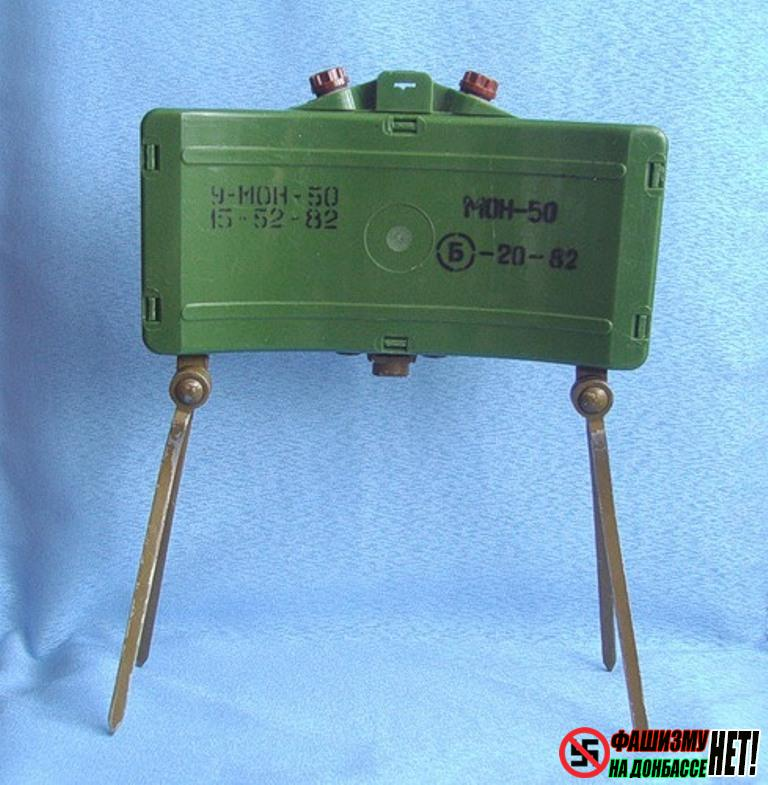 У-МОН-50
15-52-82
МОН-50
Б-20-82
ФАШИЗМУ
НА ДОНБАССЕ
НЕТ!